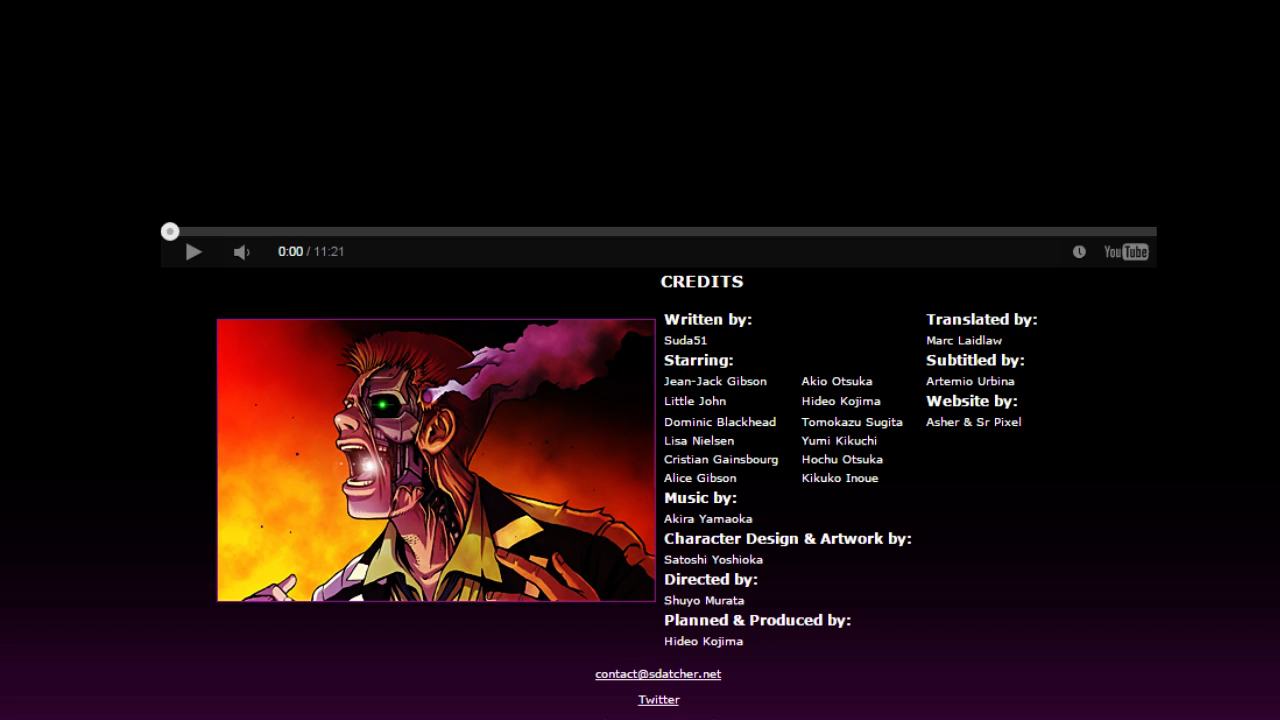 0:00 / 11:21
YouTube
CREDITS
Written by:
Suda51
Starring:
Jean-Jack Gibson Akio Otsuka
Little John Hideo Kojima
Dominic Blackhead Tomokazu Sugita
Lisa Nielsen Yumi Kikuchi
Cristian Gainsbourg Hochu Otsuka
Alice Gibson Kikuko Inoue
Music by:
Akira Yamaoka
Character Design & Artwork by:
Satoshi Yoshioka
Directed by:
Shuyo Murata
Planned & Produced by:
Hideo Kojima
Translated by:
Marc Laidlaw
Subtitled by:
Artemio Urbina
Website by:
Asher & Sr Pixel
contact@sdatcher.net
Twitter